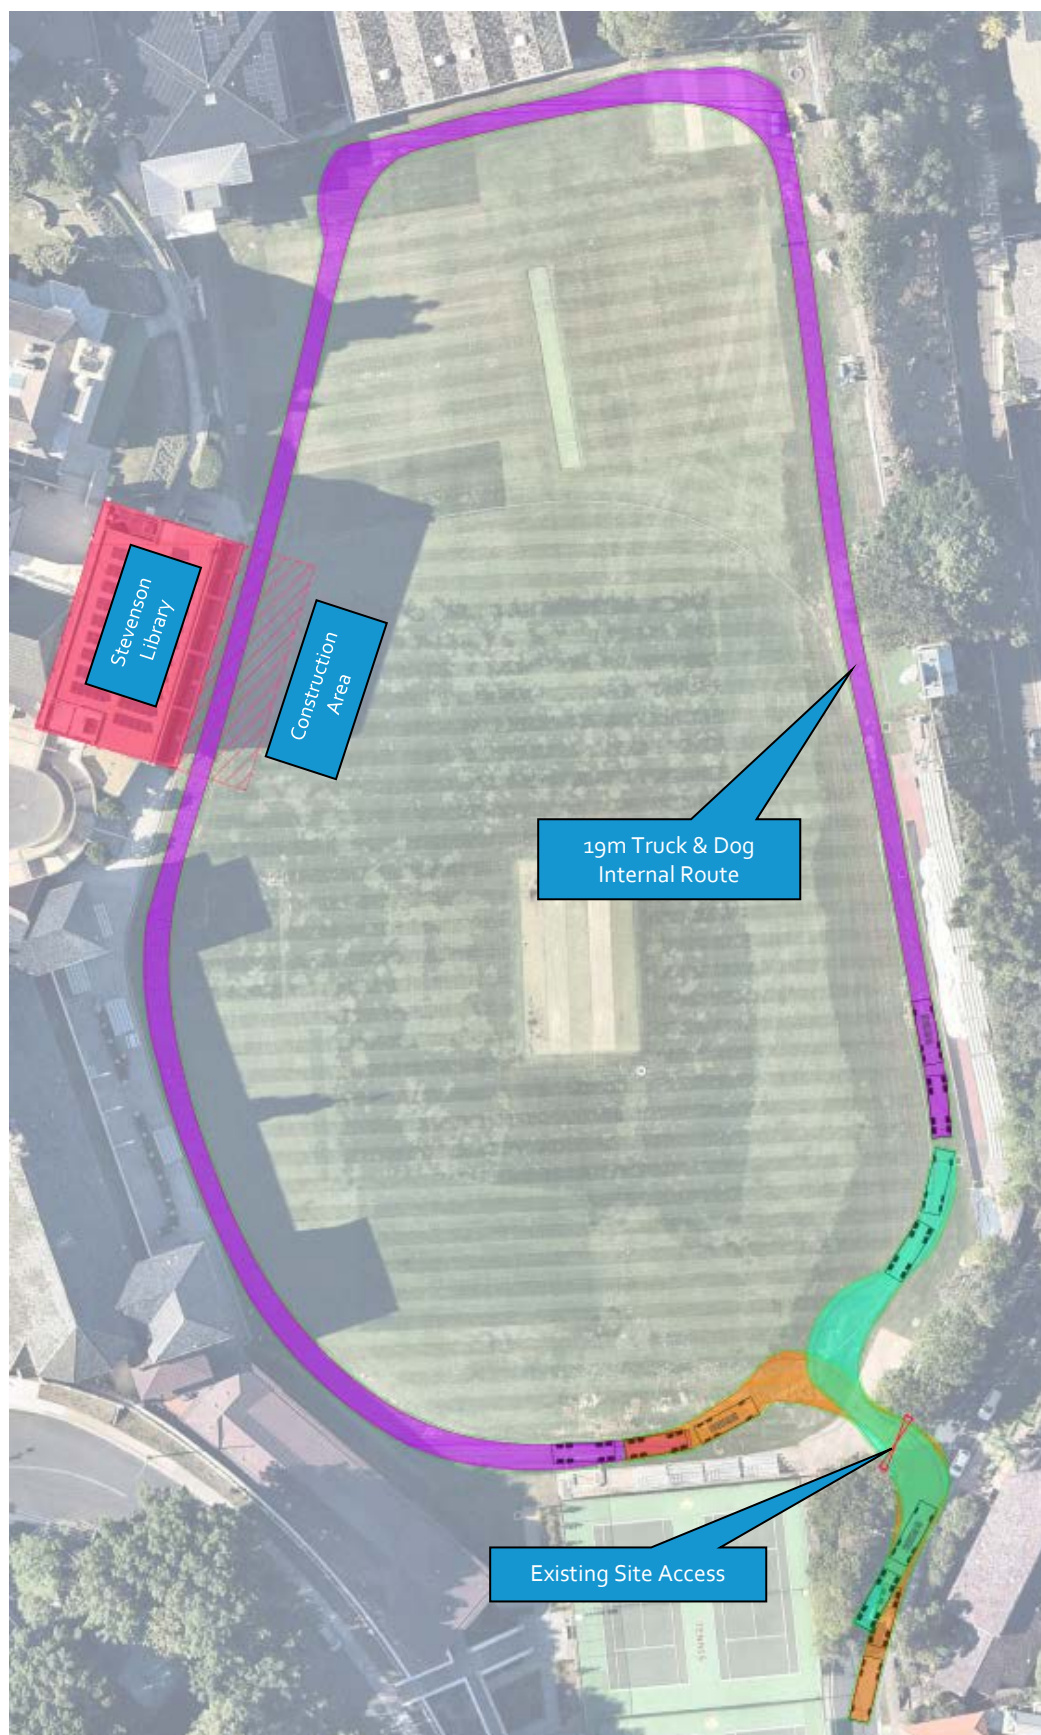 Stevenson
Library
Construction
Area
19m Truck & Dog
Internal Route
Existing Site Access
TENNIS